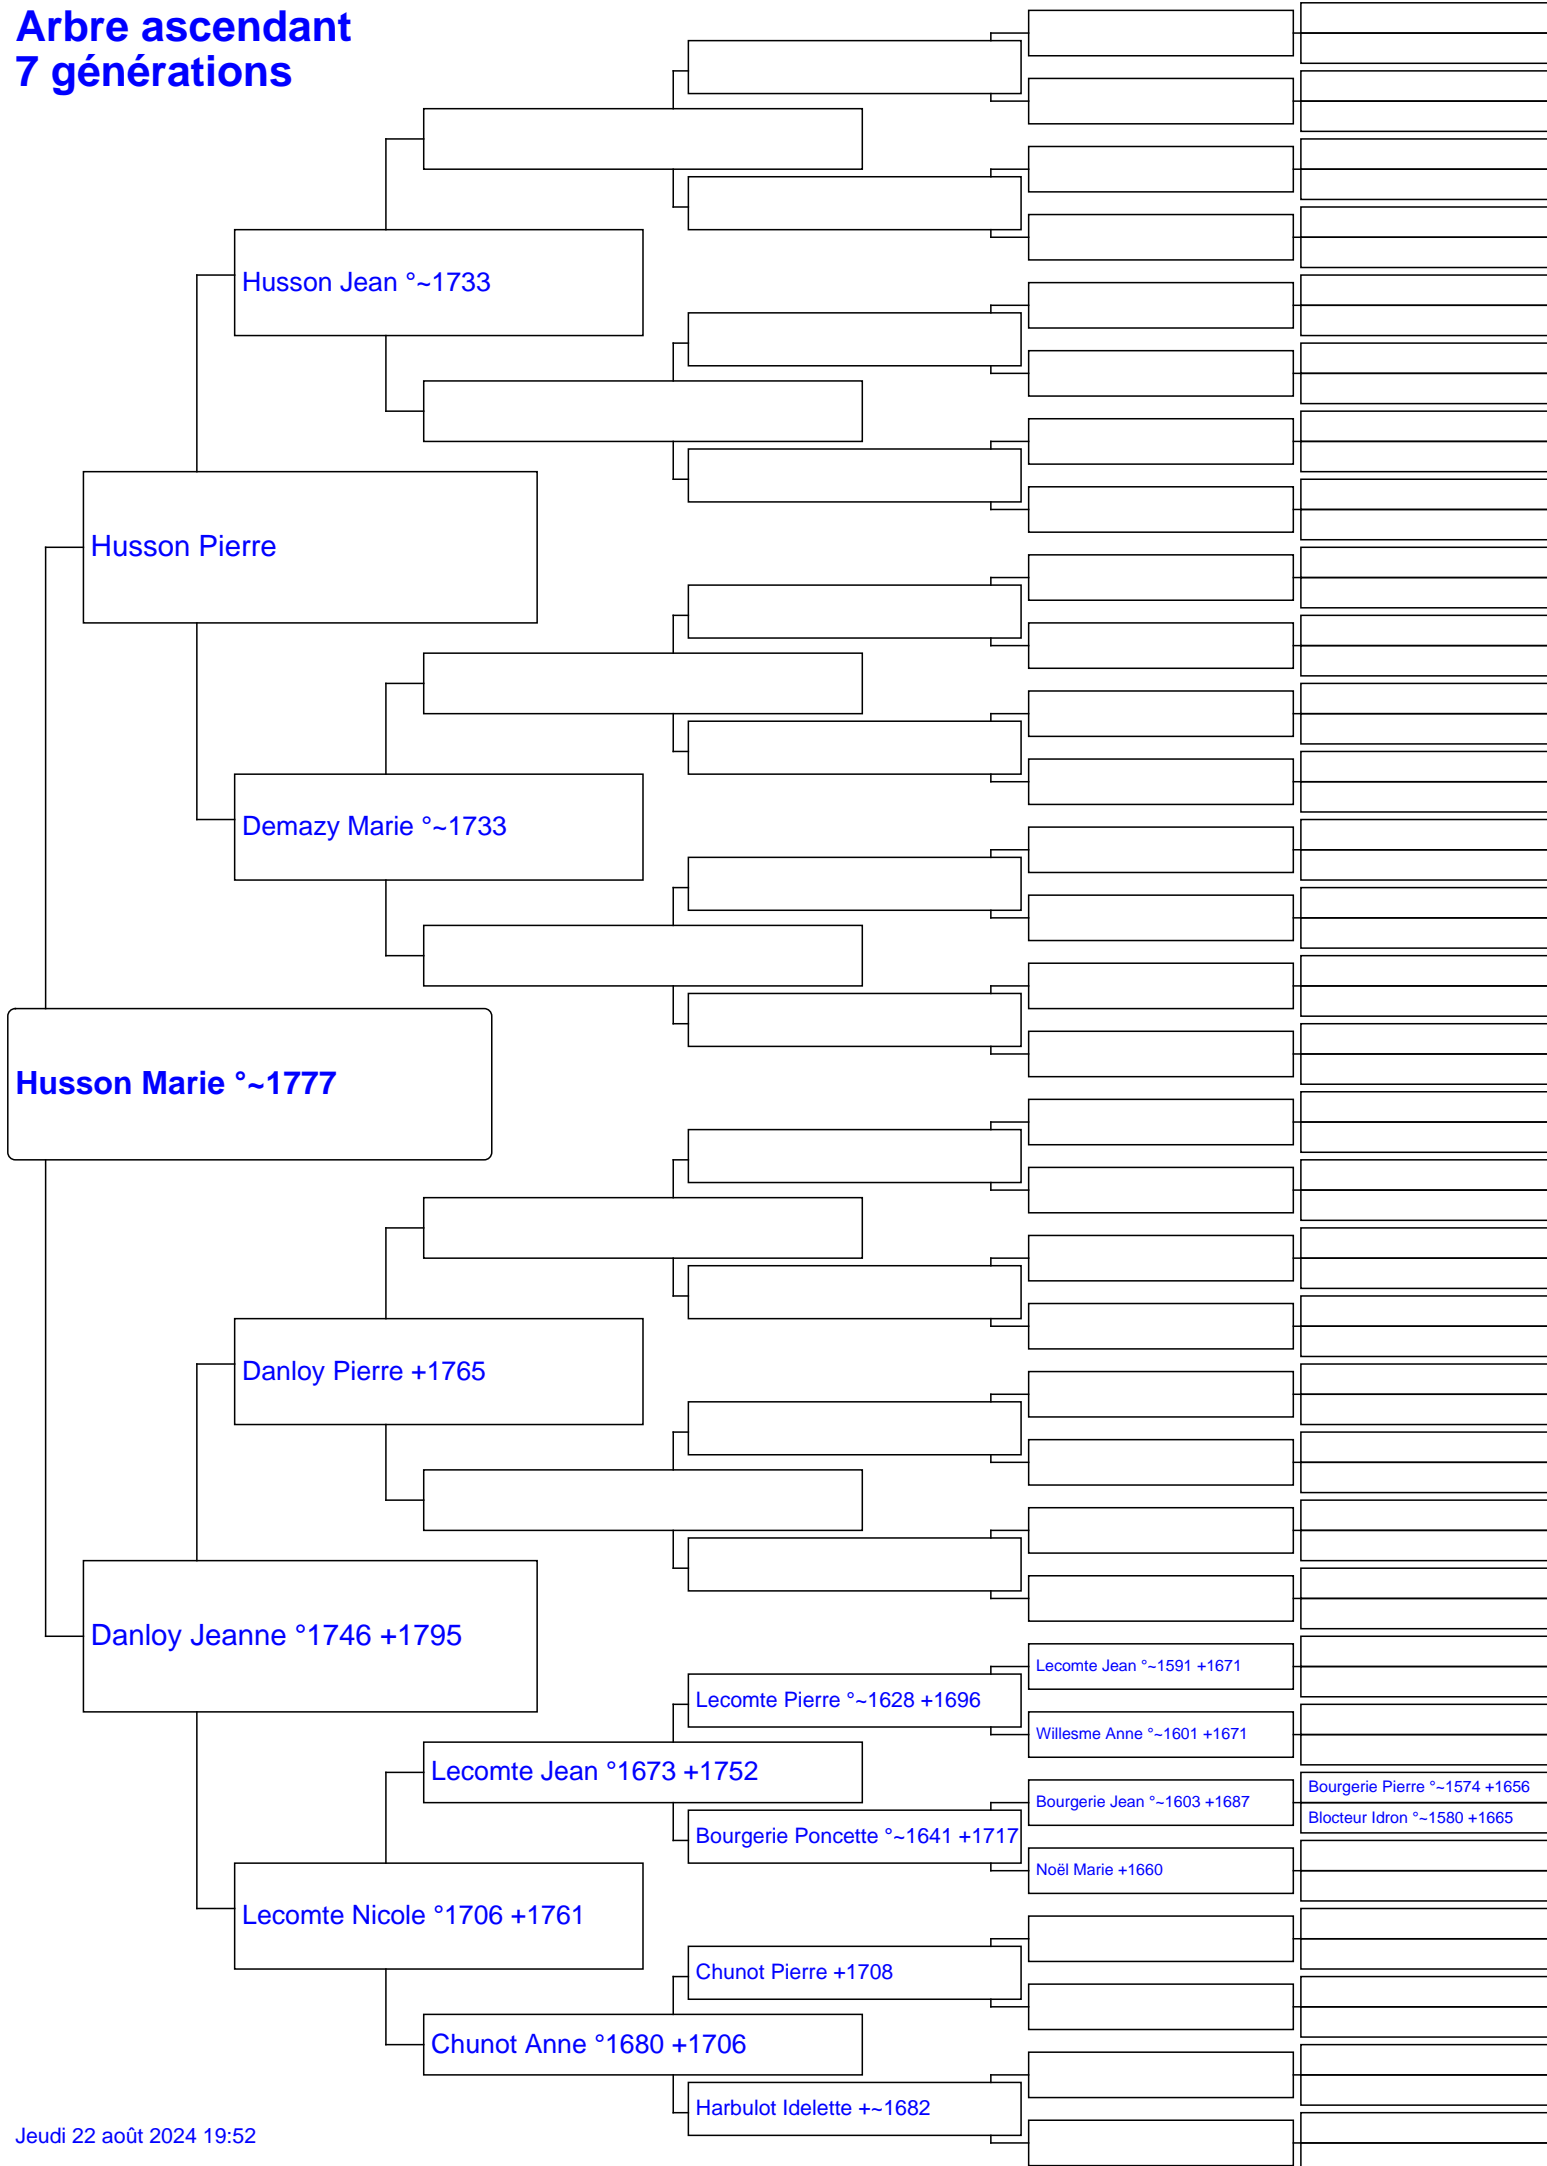 Arbre ascendant
7 générations
Husson Jean °~1733
Husson Pierre
Demazy Marie °~1733
Husson Marie °~1777
Danloy Pierre +1765
Danloy Jeanne °1746 +1795
Lecomte Jean °~1591 +1671
Lecomte Pierre °~1628 +1696
Willesme Anne °~1601 +1671
Lecomte Jean °1673 +1752
Bourgerie Pierre °~1574 +1656
Bourgerie Jean °~1603 +1687
Blocteur Idron °~1580 +1665
Bourgerie Poncette °~1641 +1717
Noël Marie +1660
Lecomte Nicole °1706 +1761
Chunot Pierre +1708
Chunot Anne °1680 +1706
Harbulot Idelette +~1682
Jeudi 22 août 2024 19:52